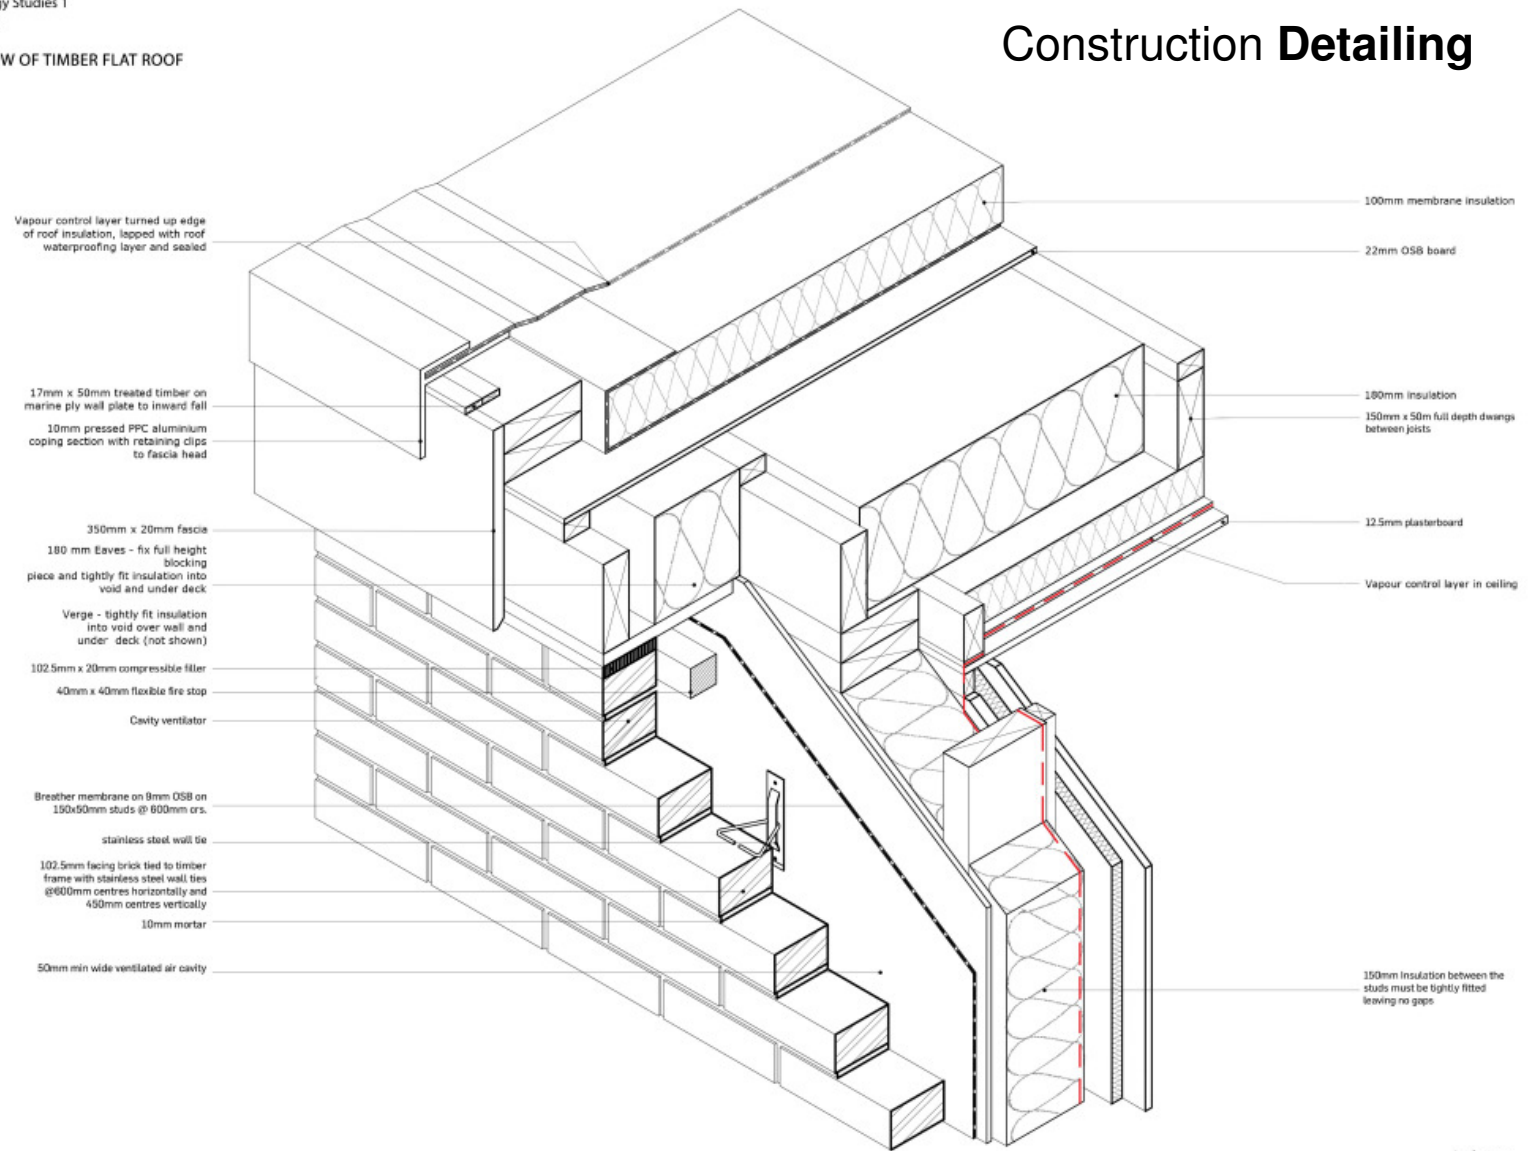 gy Studies 1
Construction Detailing
W OF TIMBER FLAT ROOF
Vapour control layer turned up edge
of roof insulation, lapped with roof
waterproofing layer and sealed
17mm x 50mm treated timber on
marine ply wall plate to inward fall
10mm pressed PPC aluminium
coping section with retaining clips
to fascia head
350mm x 20mm fascia
180 mm Eaves - fix full height
blocking
piece and tightly fit insulation into
void and under deck
Verge - tightly fit insulation
into void over wall and
under deck (not shown)
102.5mm x 20mm compressible filler
40mm x 40mm flexible fire stop
Cavity ventilator
Breather membrane on 9mm OSB on
150x50mm studs @ 600mm crs.
stainless steel wall tie
102.5mm facing brick tied to timber
frame with stainless steel wall ties
@600mm centres horizontally and
450mm centres vertically
10mm mortar
50mm min wide ventilated air cavity
100mm membrane insulation
22mm OSB board
180mm insulation
150mm x 50m full depth dwangs
between joists
12.5mm plasterboard
Vapour control layer in ceiling
150mm Insulation between the
studs must be tightly fitted
leaving no gaps